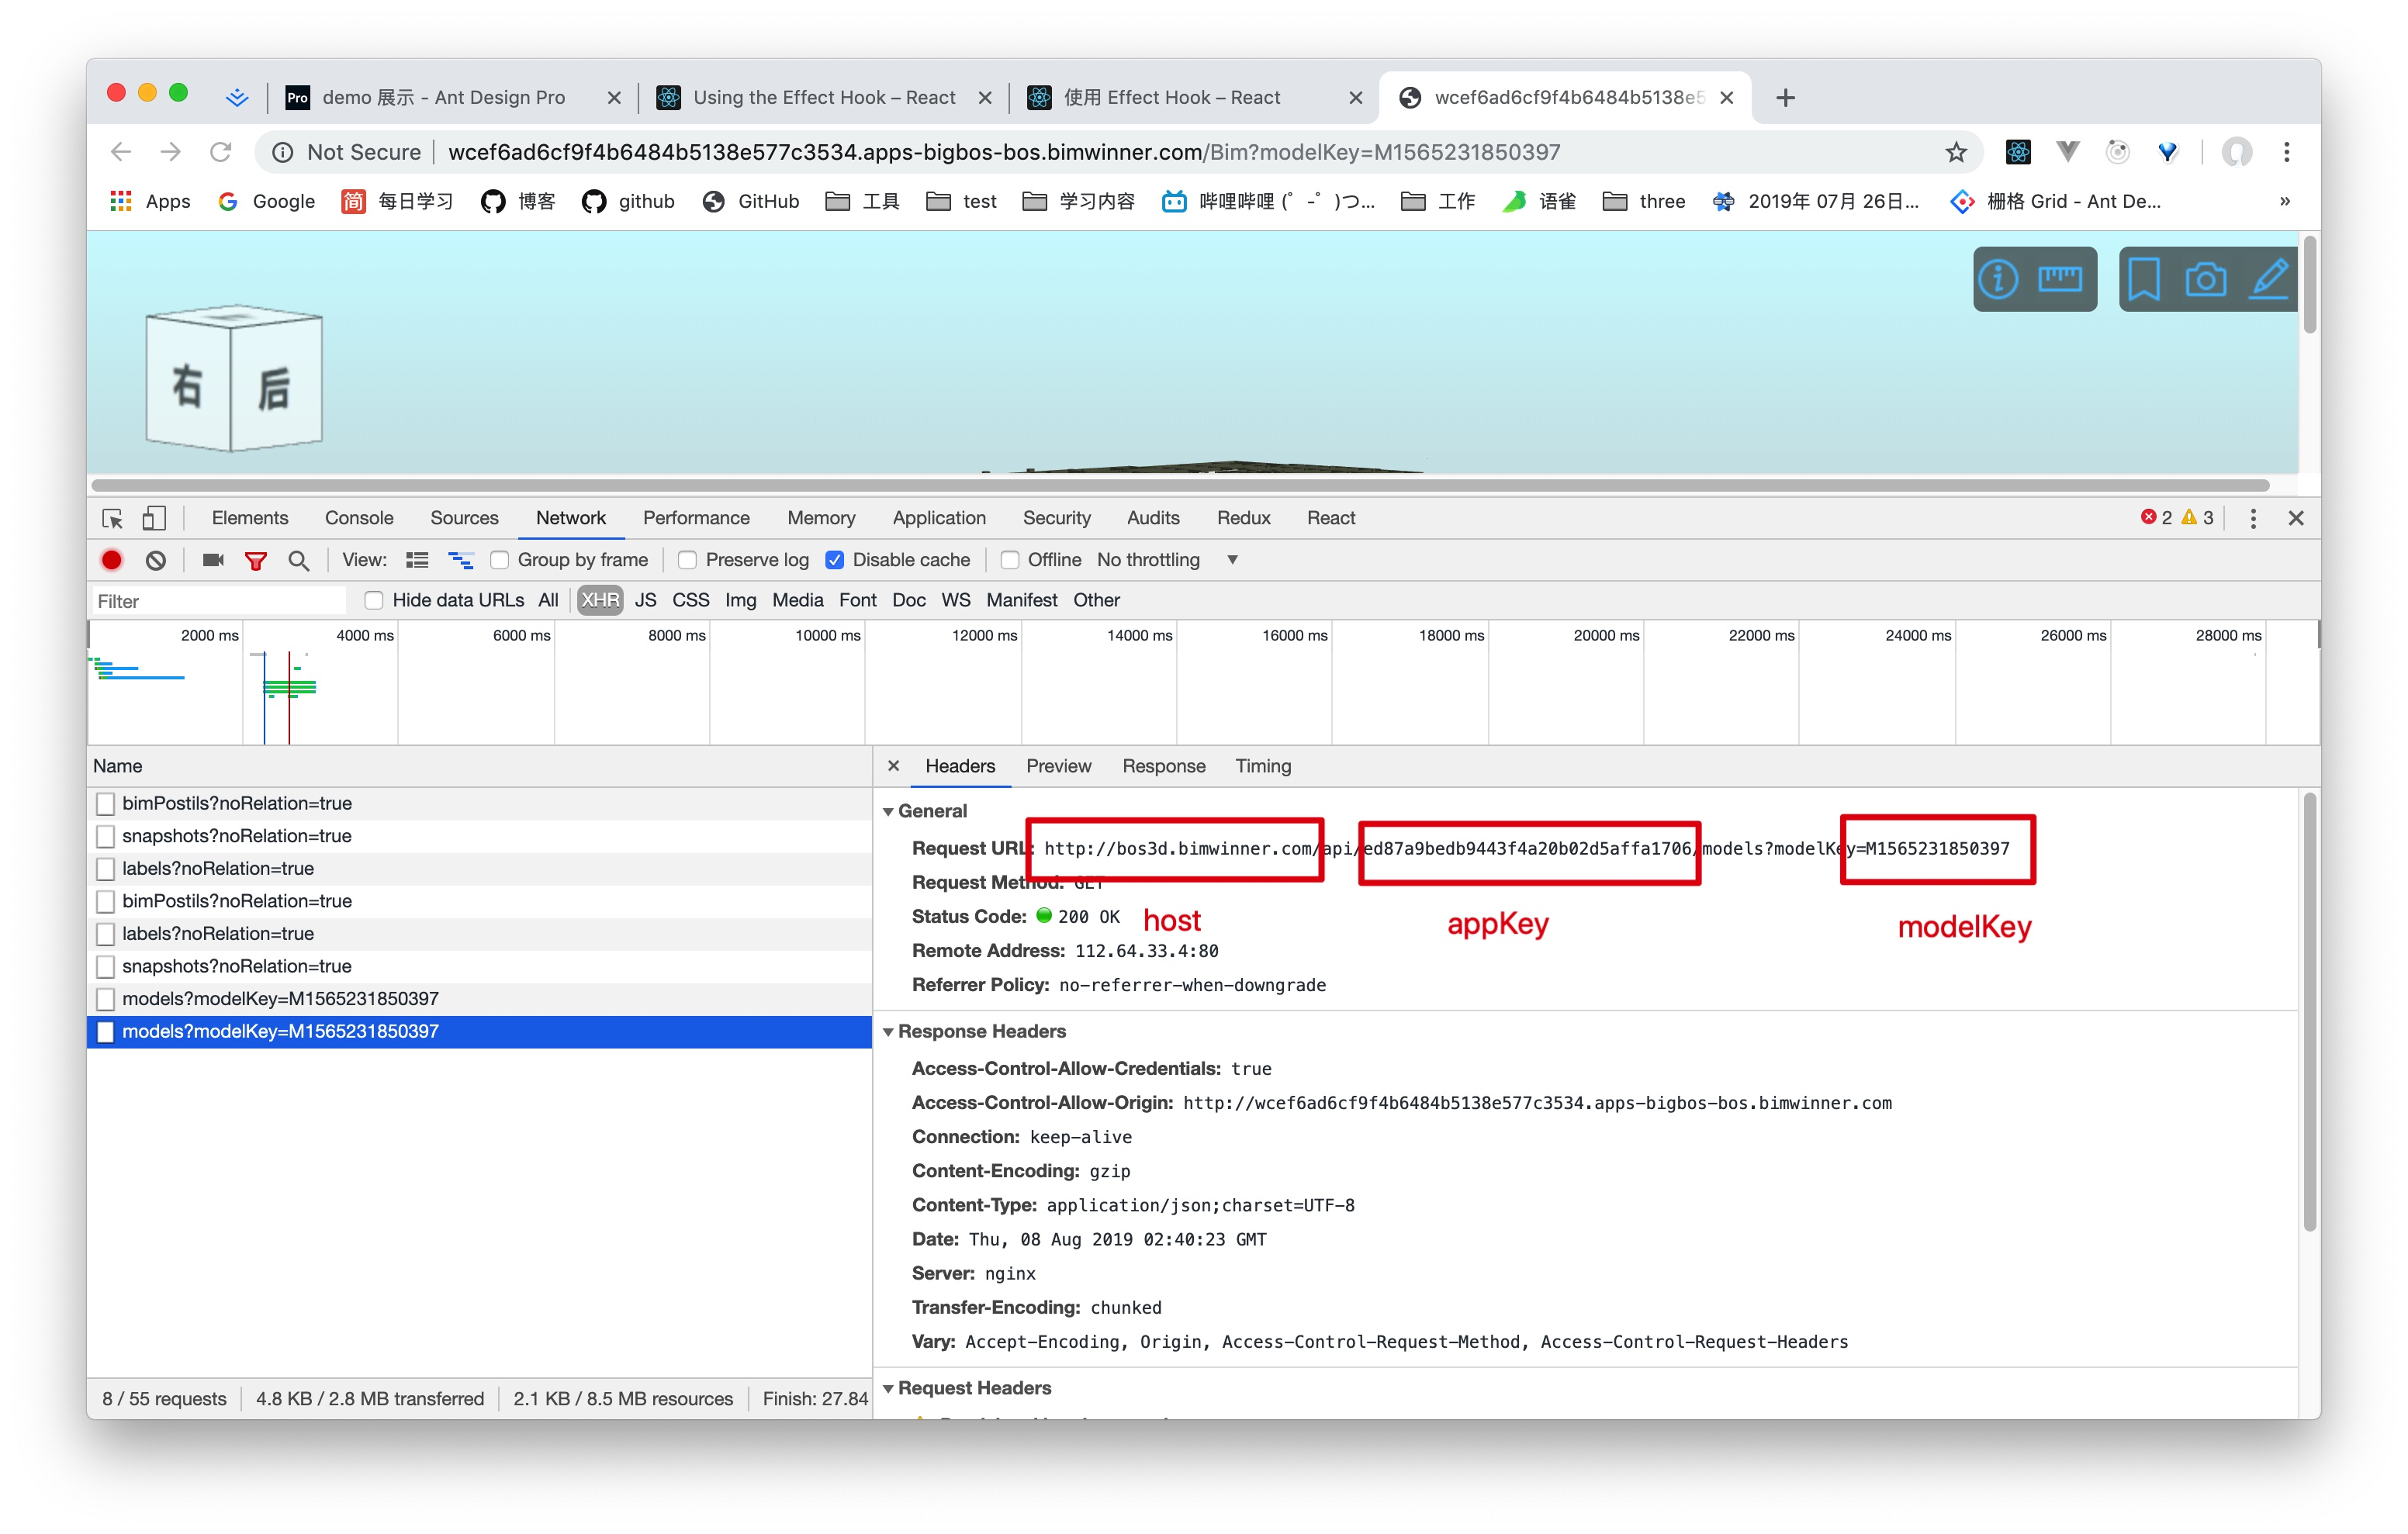 Pro demo 展示 - Ant Design Pro
Using the Effect Hook – React
使用 Effect Hook – React
wcef6ad6cf9f4b6484b5138e5
Not Secure
wcef6ad6cf9f4b6484b5138e577c3534.apps-bigbos-bos.bimwinner.com/Bim?modelKey=M1565231850397
Apps Google 简 每日学习 博客 github GitHub 工具 test 学习内容 哔哩哔哩 (゜-゜)つ... 工作 语雀 three 2019年 07月 26日... 栅格 Grid - Ant De... »
右 后
Elements Console Sources Network Performance Memory Application Security Audits Redux React 2 3
View: Group by frame Preserve log Disable cache Offline No throttling
Filter Hide data URLs All XHR JS CSS Img Media Font Doc WS Manifest Other
2000 ms 4000 ms 6000 ms 8000 ms 10000 ms 12000 ms 14000 ms 16000 ms 18000 ms 20000 ms 22000 ms 24000 ms 26000 ms 28000 ms
Name
bimPostils?noRelation=true
snapshots?noRelation=true
labels?noRelation=true
bimPostils?noRelation=true
labels?noRelation=true
snapshots?noRelation=true
models?modelKey=M1565231850397
models?modelKey=M1565231850397
8 / 55 requests 4.8 KB / 2.8 MB transferred 2.1 KB / 8.5 MB resources Finish: 27.84
Headers Preview Response Timing
General
Request URL: http://bos3d.bimwinner.com/api/ed87a9bedb9443f4a20b02d5affa1706/models?modelKey=M1565231850397
Request Method: GET
Status Code: 200 OK
host appKey modelKey
Remote Address: 112.64.33.4:80
Referrer Policy: no-referrer-when-downgrade
Response Headers
Access-Control-Allow-Credentials: true
Access-Control-Allow-Origin: http://wcef6ad6cf9f4b6484b5138e577c3534.apps-bigbos-bos.bimwinner.com
Connection: keep-alive
Content-Encoding: gzip
Content-Type: application/json;charset=UTF-8
Date: Thu, 08 Aug 2019 02:40:23 GMT
Server: nginx
Transfer-Encoding: chunked
Vary: Accept-Encoding, Origin, Access-Control-Request-Method, Access-Control-Request-Headers
Request Headers